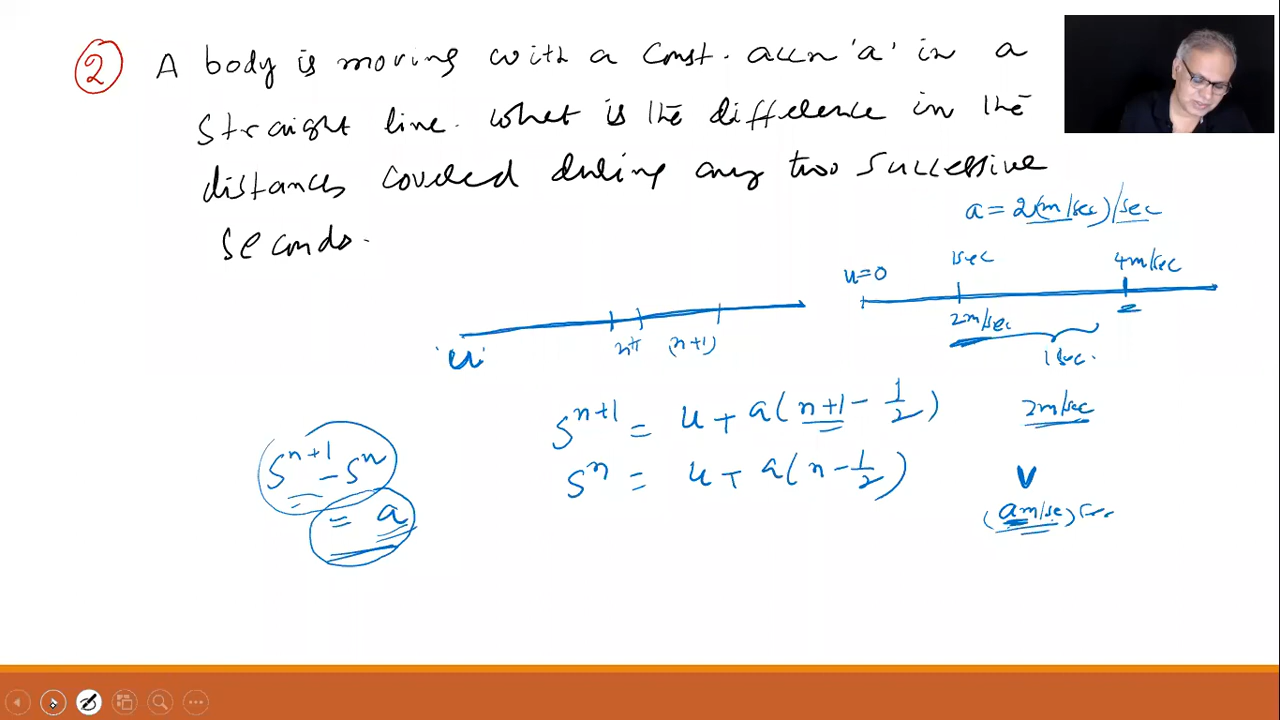 2 A body is moving with a const. accn 'a' in a
straight line. What is the difference in the
distances covered during any two successive
seconds.
a = 2(m/sec)/sec
u=0 1sec 4m/sec
2m/sec
1sec.
'u' nth (n+1)
S^{n+1} = u + a(n+1 - 1/2)
S^n = u + a(n - 1/2)
S^{n+1} - S^n
= a
2m/sec
(a m/sec) sec